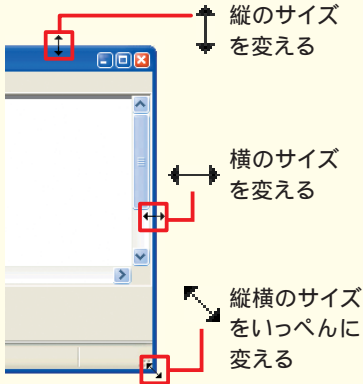 縦のサイズ
を変える
横のサイズ
を変える
縦横のサイズ
をいっぺんに
変える